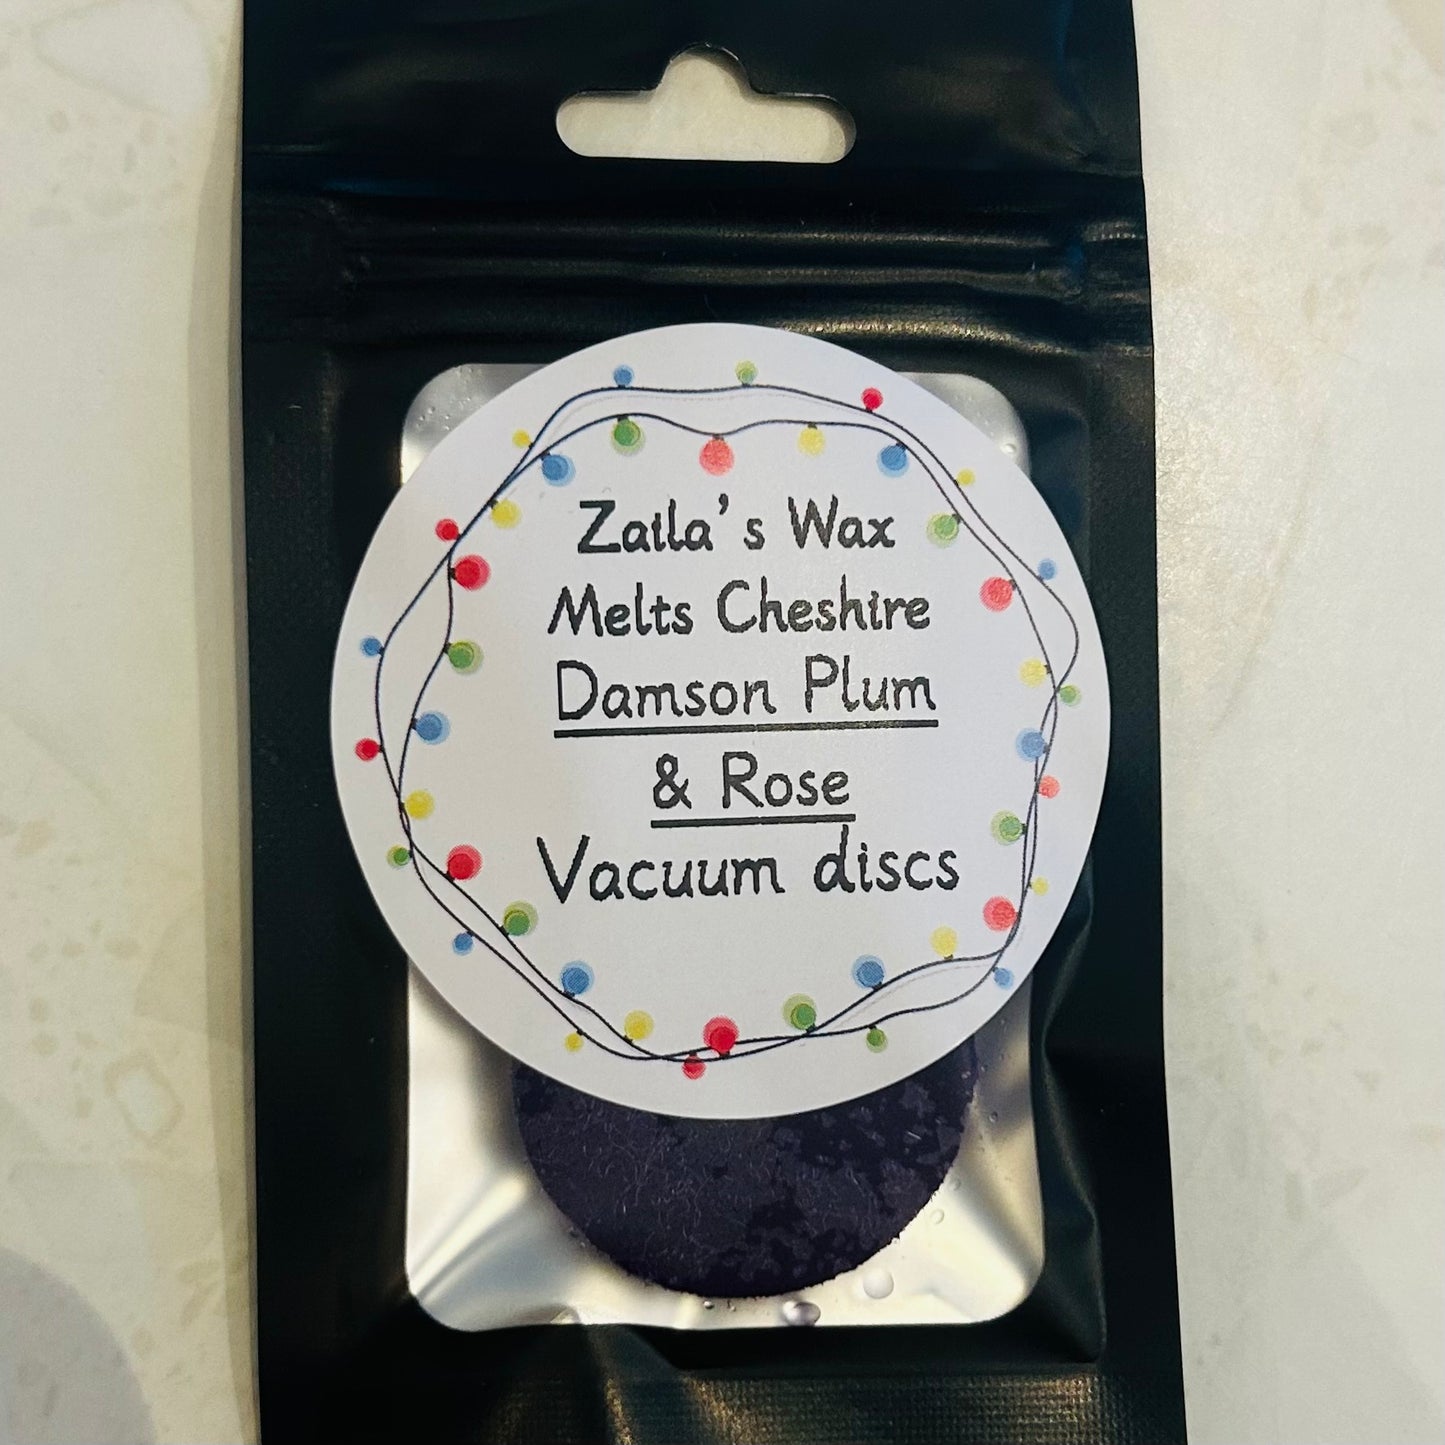 Zaila's Wax
Melts Cheshire
Damson Plum
& Rose
Vacuum discs